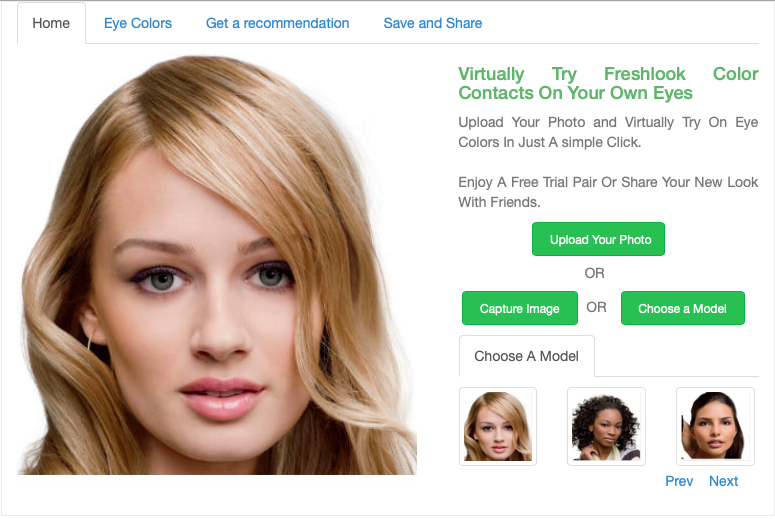 Home Eye Colors Get a recommendation Save and Share
Virtually Try Freshlook Color
Contacts On Your Own Eyes
Upload Your Photo and Virtually Try On Eye
Colors In Just A simple Click.
Enjoy A Free Trial Pair Or Share Your New Look
With Friends.
Upload Your Photo
OR
Capture Image OR Choose a Model
Choose A Model
Prev Next